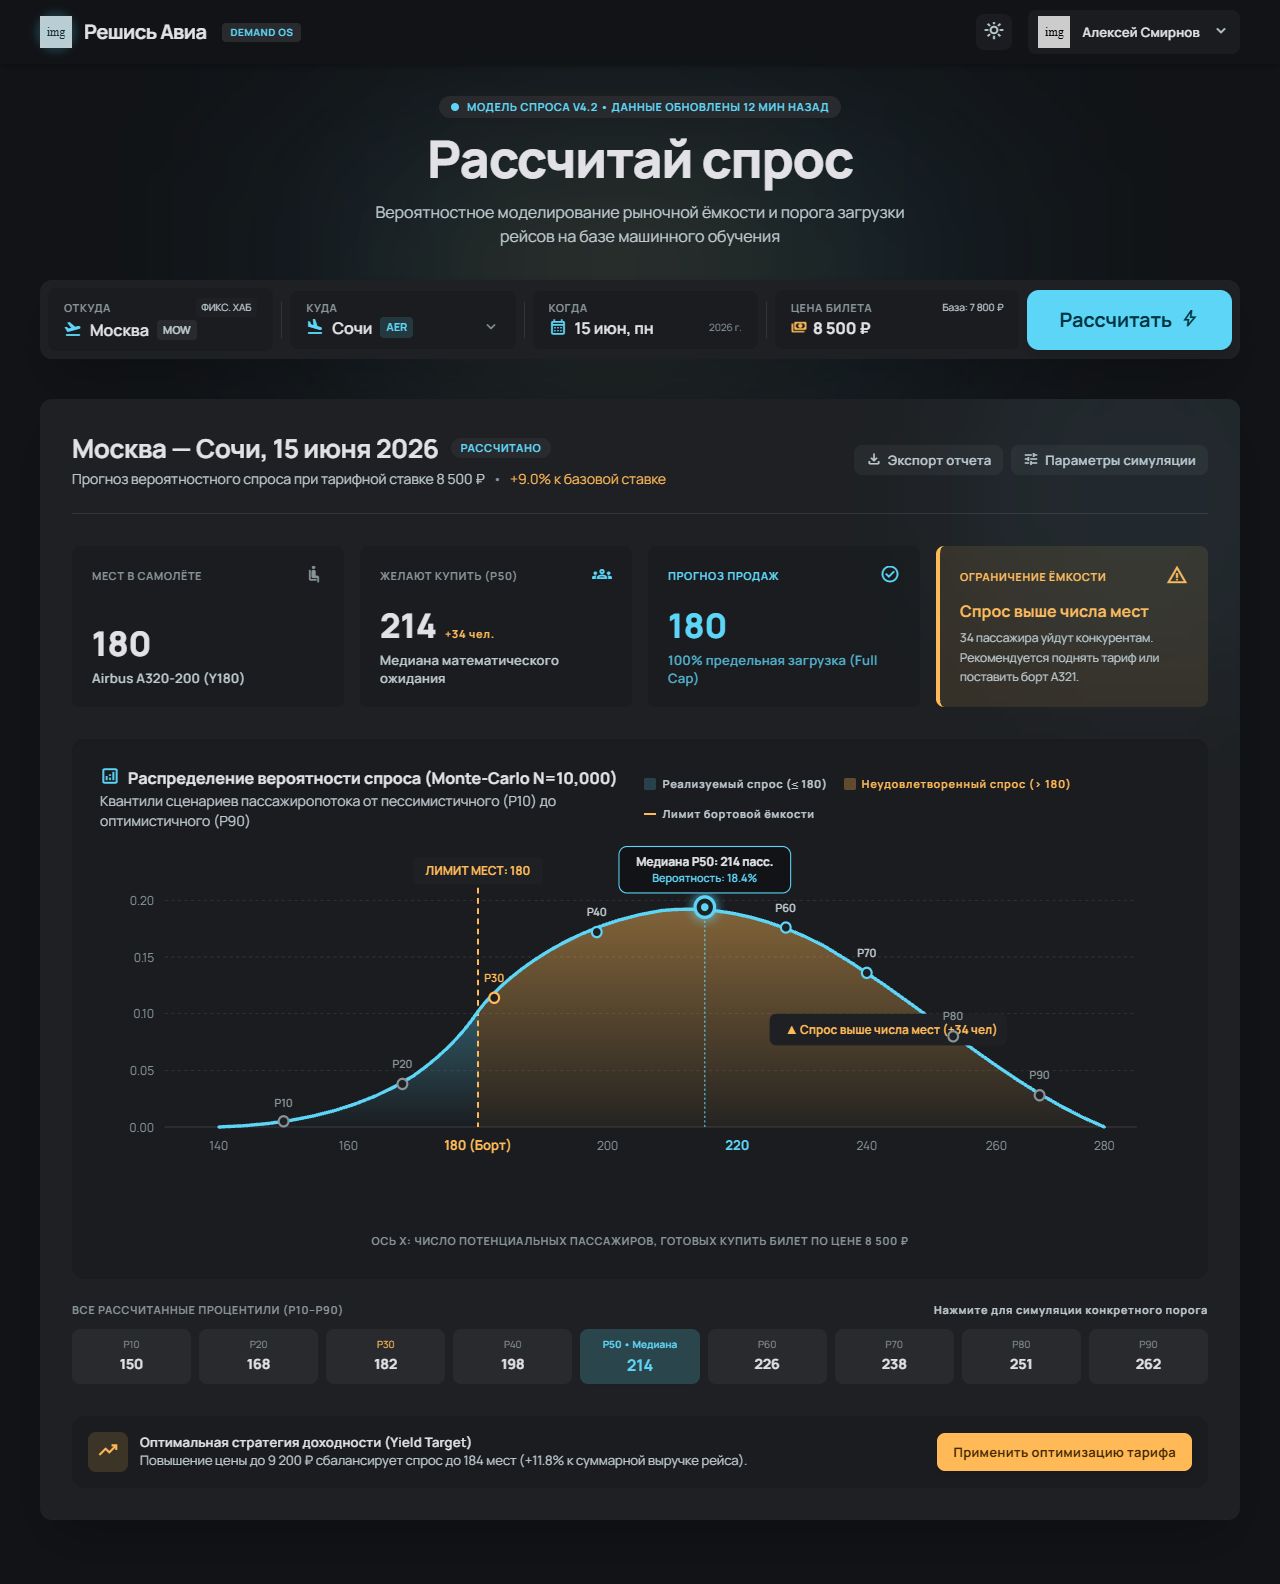 img Решись Авиа DEMAND OS
img Алексей Смирнов
МОДЕЛЬ СПРОСА V4.2 • ДАННЫЕ ОБНОВЛЕНЫ 12 МИН НАЗАД
Рассчитай спрос
Вероятностное моделирование рыночной ёмкости и порога загрузки
рейсов на базе машинного обучения
ОТКУДА ФИКС. ХАБ
Москва MOW
КУДА
Сочи AER
КОГДА
15 июн, пн 2026 г.
ЦЕНА БИЛЕТА База: 7 800 ₽
8 500 ₽
Рассчитать
Москва — Сочи, 15 июня 2026 РАССЧИТАНО
Прогноз вероятностного спроса при тарифной ставке 8 500 ₽ • +9.0% к базовой ставке
Экспорт отчета
Параметры симуляции
МЕСТ В САМОЛЁТЕ
180
Airbus A320-200 (Y180)
ЖЕЛАЮТ КУПИТЬ (P50)
214 +34 чел.
Медиана математического
ожидания
ПРОГНОЗ ПРОДАЖ
180
100% предельная загрузка (Full
Cap)
ОГРАНИЧЕНИЕ ЁМКОСТИ
Спрос выше числа мест
34 пассажира уйдут конкурентам.
Рекомендуется поднять тариф или
поставить борт А321.
Распределение вероятности спроса (Monte-Carlo N=10,000)
Квантили сценариев пассажиропотока от пессимистичного (P10) до
оптимистичного (P90)
Реализуемый спрос (≤ 180)
Неудовлетворенный спрос (> 180)
Лимит бортовой ёмкости
ЛИМИТ МЕСТ: 180
Медиана P50: 214 пасс.
Вероятность: 18.4%
0.20
0.15
0.10
0.05
0.00
P10
P20
P30
P40
P60
P70
P80
P90
▲ Спрос выше числа мест (+34 чел)
140 160 180 (Борт) 200 220 240 260 280
ОСЬ X: ЧИСЛО ПОТЕНЦИАЛЬНЫХ ПАССАЖИРОВ, ГОТОВЫХ КУПИТЬ БИЛЕТ ПО ЦЕНЕ 8 500 ₽
ВСЕ РАССЧИТАННЫЕ ПРОЦЕНТИЛИ (P10–P90)
Нажмите для симуляции конкретного порога
P10
150
P20
168
P30
182
P40
198
P50 • Медиана
214
P60
226
P70
238
P80
251
P90
262
Оптимальная стратегия доходности (Yield Target)
Повышение цены до 9 200 ₽ сбалансирует спрос до 184 мест (+11.8% к суммарной выручке рейса).
Применить оптимизацию тарифа